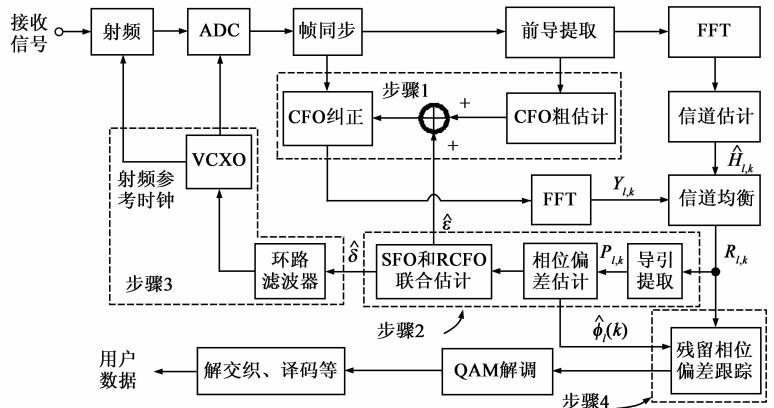 接收
信号
射频
ADC
帧同步
前导提取
FFT
步骤1
CFO纠正
+
+
CFO粗估计
信道估计
Ĥl,k
VCXO
射频参
考时钟
FFT
Yl,k
信道均衡
ε̂
步骤3
环路
滤波器
δ̂
SFO和RCFO
联合估计
相位偏
差估计
Pl,k
导引
提取
Rl,k
步骤2
ϕ̂l(k)
残留相位
偏差跟踪
用户
数据
解交织、译码等
QAM解调
步骤4